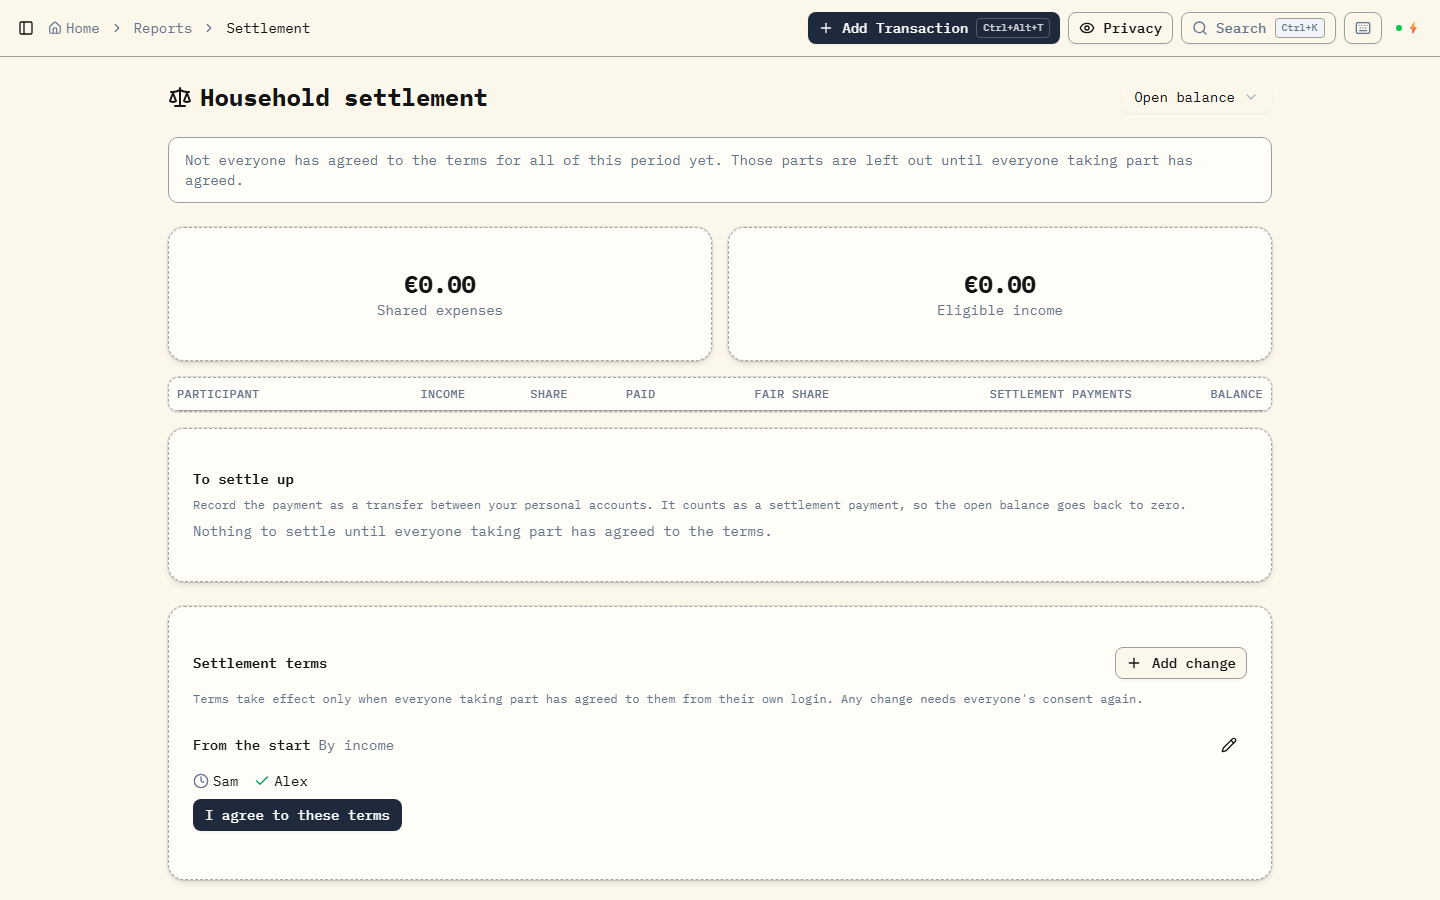 Home > Reports > Settlement
+ Add Transaction Ctrl+Alt+T
Privacy
Search Ctrl+K
Household settlement
Open balance
Not everyone has agreed to the terms for all of this period yet. Those parts are left out until everyone taking part has
agreed.
€0.00
Shared expenses
€0.00
Eligible income
PARTICIPANT INCOME SHARE PAID FAIR SHARE SETTLEMENT PAYMENTS BALANCE
To settle up
Record the payment as a transfer between your personal accounts. It counts as a settlement payment, so the open balance goes back to zero.
Nothing to settle until everyone taking part has agreed to the terms.
Settlement terms
+ Add change
Terms take effect only when everyone taking part has agreed to them from their own login. Any change needs everyone's consent again.
From the start By income
Sam Alex
I agree to these terms